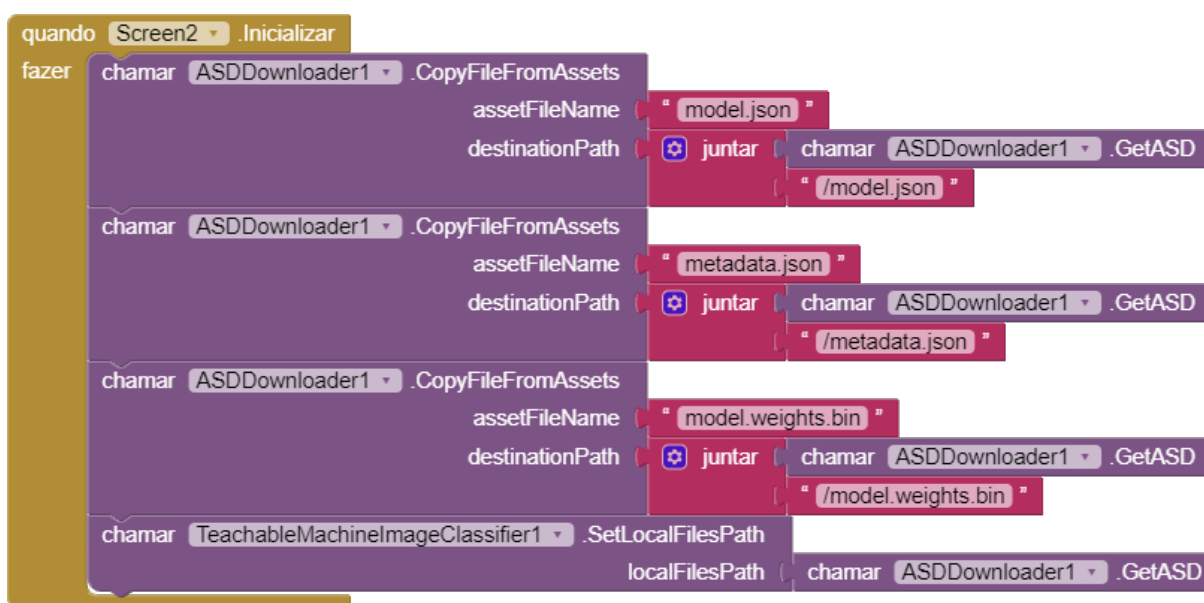 quando Screen2 .Inicializar
fazer chamar ASDDownloader1 .CopyFileFromAssets
assetFileName " model.json "
destinationPath juntar chamar ASDDownloader1 .GetASD
" /model.json "
chamar ASDDownloader1 .CopyFileFromAssets
assetFileName " metadata.json "
destinationPath juntar chamar ASDDownloader1 .GetASD
" /metadata.json "
chamar ASDDownloader1 .CopyFileFromAssets
assetFileName " model.weights.bin "
destinationPath juntar chamar ASDDownloader1 .GetASD
" /model.weights.bin "
chamar TeachableMachineImageClassifier1 .SetLocalFilesPath
localFilesPath chamar ASDDownloader1 .GetASD